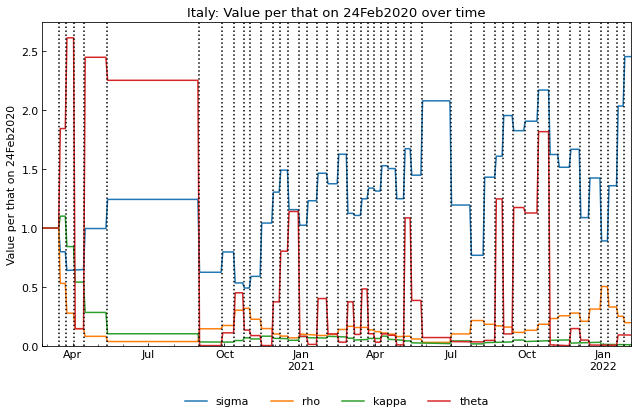 Italy: Value per that on 24Feb2020 over time
Value per that on 24Feb2020
2.5
2.0
1.5
1.0
0.5
0.0
Apr Jul Oct Jan Apr Jul Oct Jan
2021 2022
sigma rho kappa theta